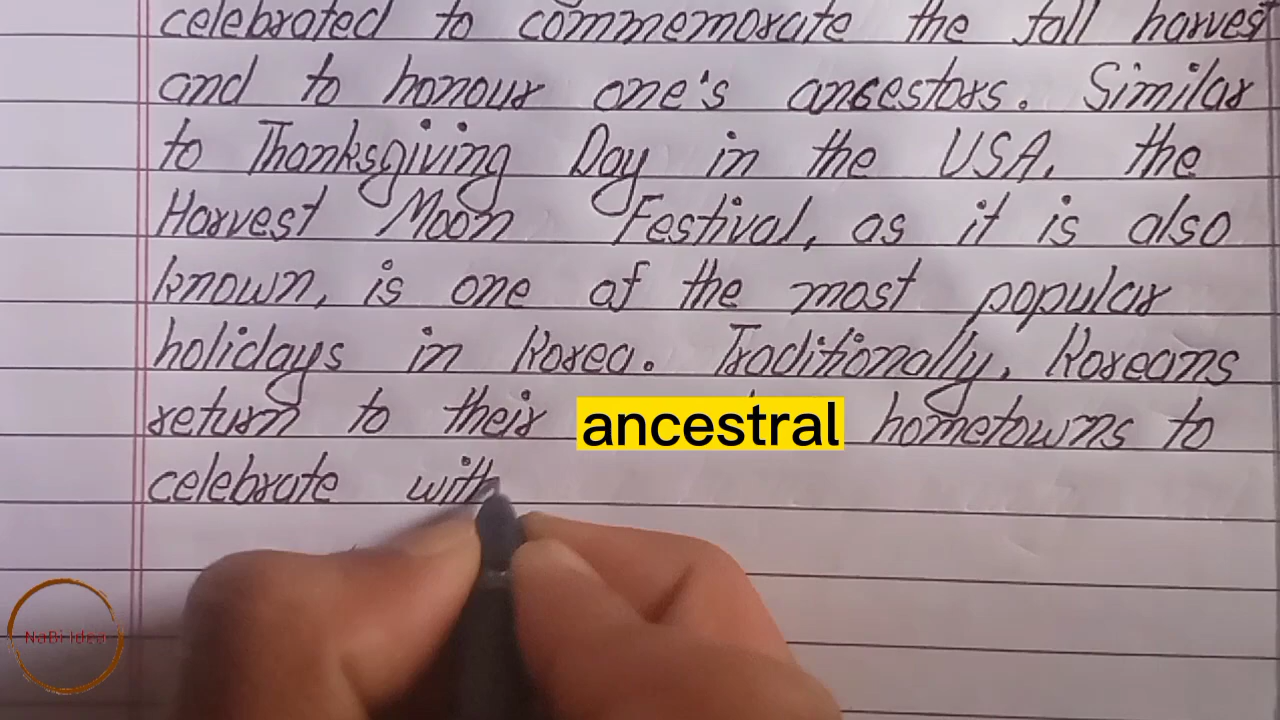 celebrated to commemorate the fall harvest
and to honour one's ancestors. Similar
to Thanksgiving Day in the USA, the
Harvest Moon Festival, as it is also
known, is one of the most popular
holidays in Korea. Traditionally, Koreans
return to their ancestral hometowns to
celebrate with
NaBi Idea